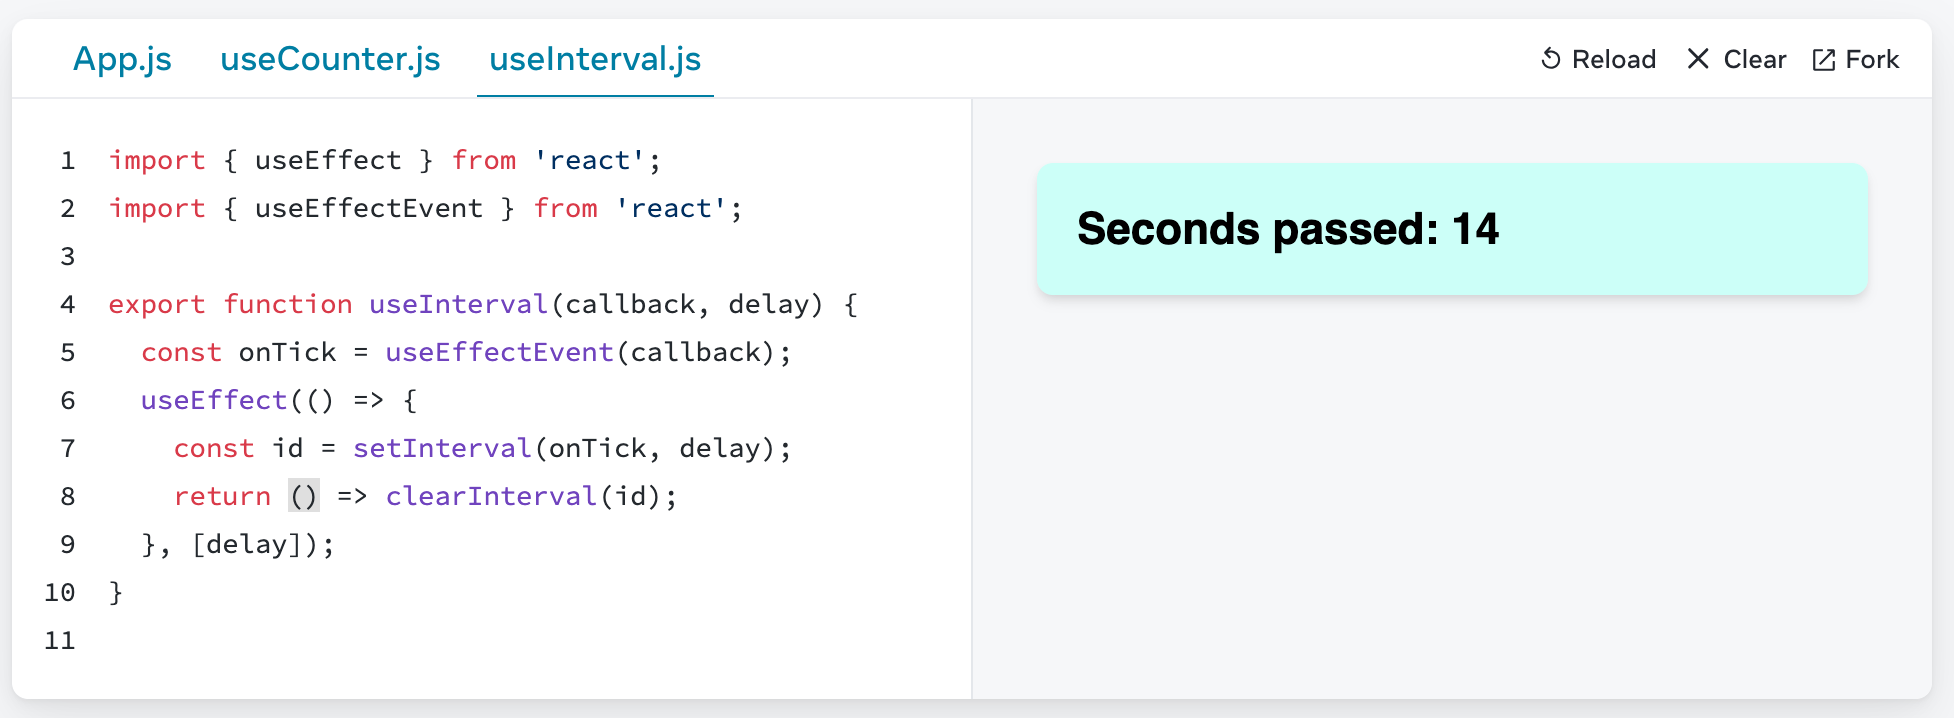 App.js useCounter.js useInterval.js Reload Clear Fork
1 import { useEffect } from 'react';
2 import { useEffectEvent } from 'react';
3
4 export function useInterval(callback, delay) {
5   const onTick = useEffectEvent(callback);
6   useEffect(() => {
7     const id = setInterval(onTick, delay);
8     return () => clearInterval(id);
9   }, [delay]);
10 }
11
Seconds passed: 14